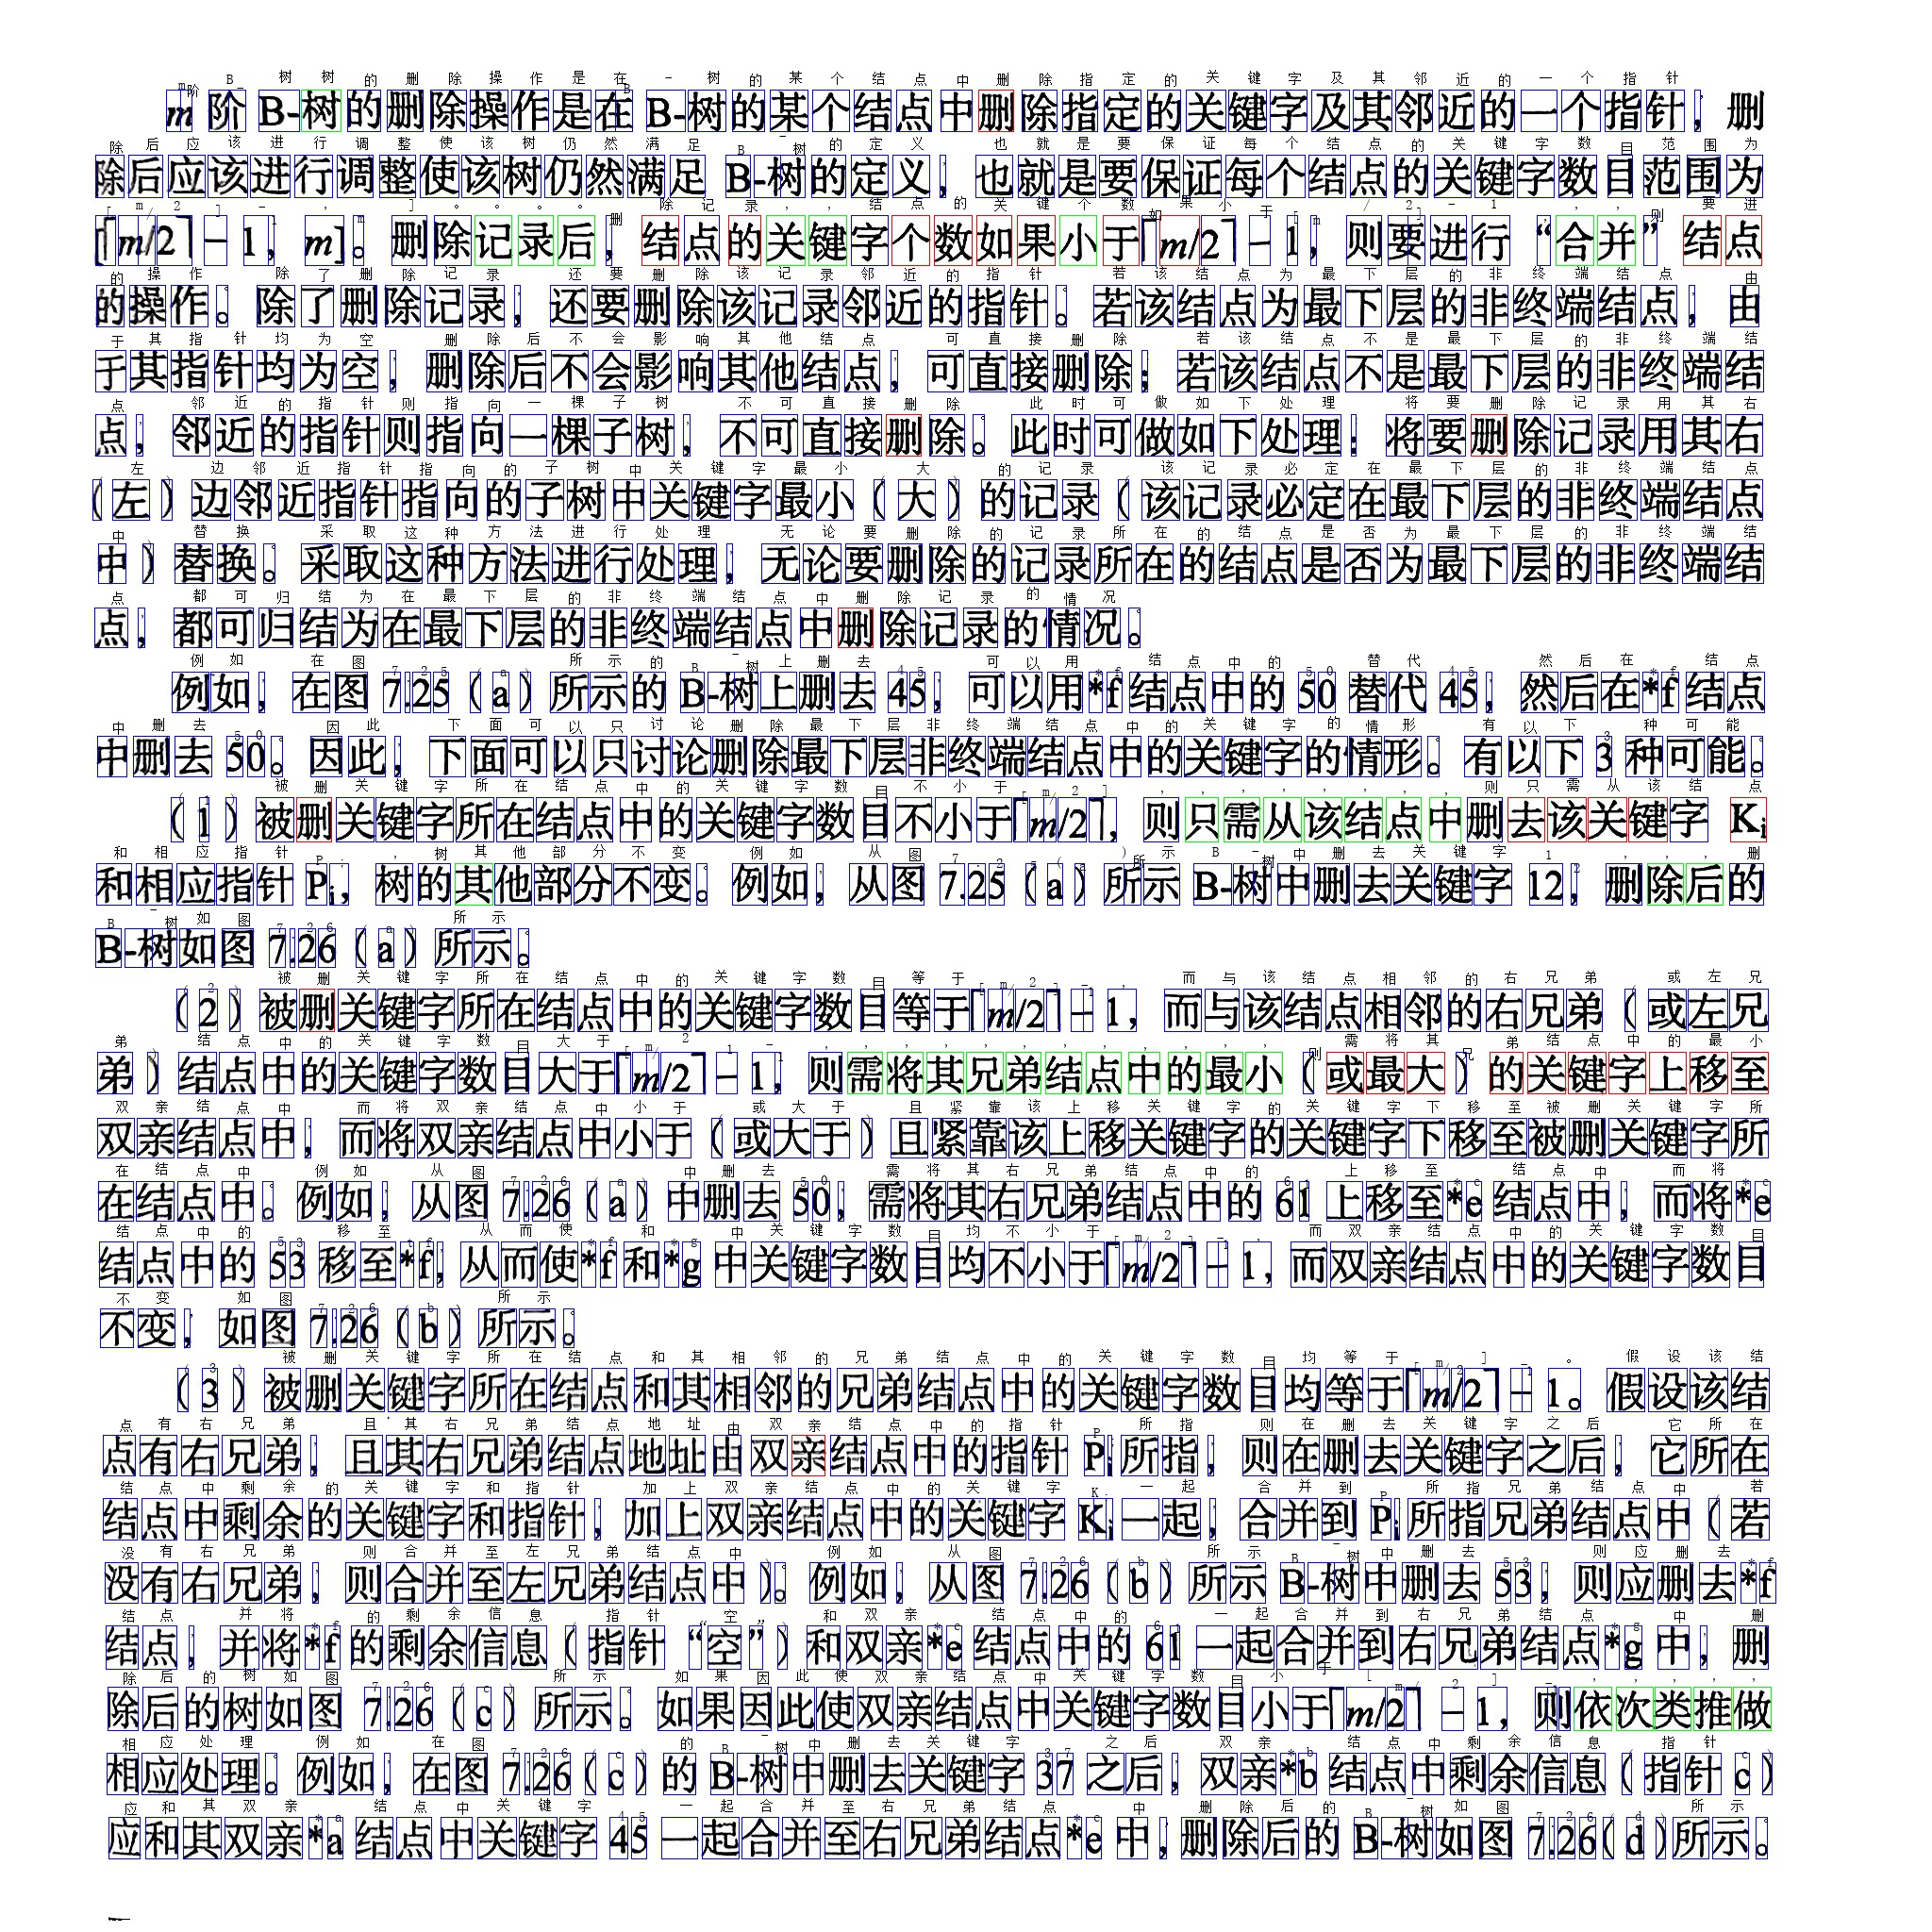 m 阶 B-树的删除操作是在 B-树的某个结点中删除指定的关键字及其邻近的一个指针，删
除后应该进行调整使该树仍然满足 B-树的定义，也就是要保证每个结点的关键字数目范围为
[⌈m/2⌉－1，m]。删除记录后，结点的关键字个数如果小于⌈m/2⌉－1，则要进行“合并”结点
的操作。除了删除记录，还要删除该记录邻近的指针。若该结点为最下层的非终端结点，由
于其指针均为空，删除后不会影响其他结点，可直接删除；若该结点不是最下层的非终端结
点，邻近的指针则指向一棵子树，不可直接删除。此时可做如下处理：将要删除记录用其右
（左）边邻近指针指向的子树中关键字最小（大）的记录（该记录必定在最下层的非终端结点
中）替换。采取这种方法进行处理，无论要删除的记录所在的结点是否为最下层的非终端结
点，都可归结为在最下层的非终端结点中删除记录的情况。
例如，在图 7.25（a）所示的 B-树上删去 45，可以用*f 结点中的 50 替代 45，然后在*f 结点
中删去 50。因此，下面可以只讨论删除最下层非终端结点中的关键字的情形。有以下 3 种可能。
（1）被删关键字所在结点中的关键字数目不小于⌈m/2⌉，则只需从该结点中删去该关键字 Ki
和相应指针 Pi，树的其他部分不变。例如，从图 7.25（a）所示 B-树中删去关键字 12，删除后的
B-树如图 7.26（a）所示。
（2）被删关键字所在结点中的关键字数目等于⌈m/2⌉－1，而与该结点相邻的右兄弟（或左兄
弟）结点中的关键字数目大于⌈m/2⌉－1，则需将其兄弟结点中的最小（或最大）的关键字上移至
双亲结点中，而将双亲结点中小于（或大于）且紧靠该上移关键字的关键字下移至被删关键字所
在结点中。例如，从图 7.26（a）中删去 50，需将其右兄弟结点中的 61 上移至*e 结点中，而将*e
结点中的 53 移至*f，从而使*f 和*g 中关键字数目均不小于⌈m/2⌉－1，而双亲结点中的关键字数目
不变，如图 7.26（b）所示。
（3）被删关键字所在结点和其相邻的兄弟结点中的关键字数目均等于⌈m/2⌉－1。假设该结
点有右兄弟，且其右兄弟结点地址由双亲结点中的指针 Pi所指，则在删去关键字之后，它所在
结点中剩余的关键字和指针，加上双亲结点中的关键字 Ki一起，合并到 Pi所指兄弟结点中（若
没有右兄弟，则合并至左兄弟结点中）。例如，从图 7.26（b）所示 B-树中删去 53，则应删去*f
结点，并将*f 的剩余信息（指针“空”）和双亲*e 结点中的 61 一起合并到右兄弟结点*g 中，删
除后的树如图 7.26（c）所示。如果因此使双亲结点中关键字数目小于⌈m/2⌉－1，则依次类推做
相应处理。例如，在图 7.26（c）的 B-树中删去关键字 37 之后，双亲*b 结点中剩余信息（指针 c）
应和其双亲*a 结点中关键字 45 一起合并至右兄弟结点*e 中，删除后的 B-树如图 7.26（d）所示。